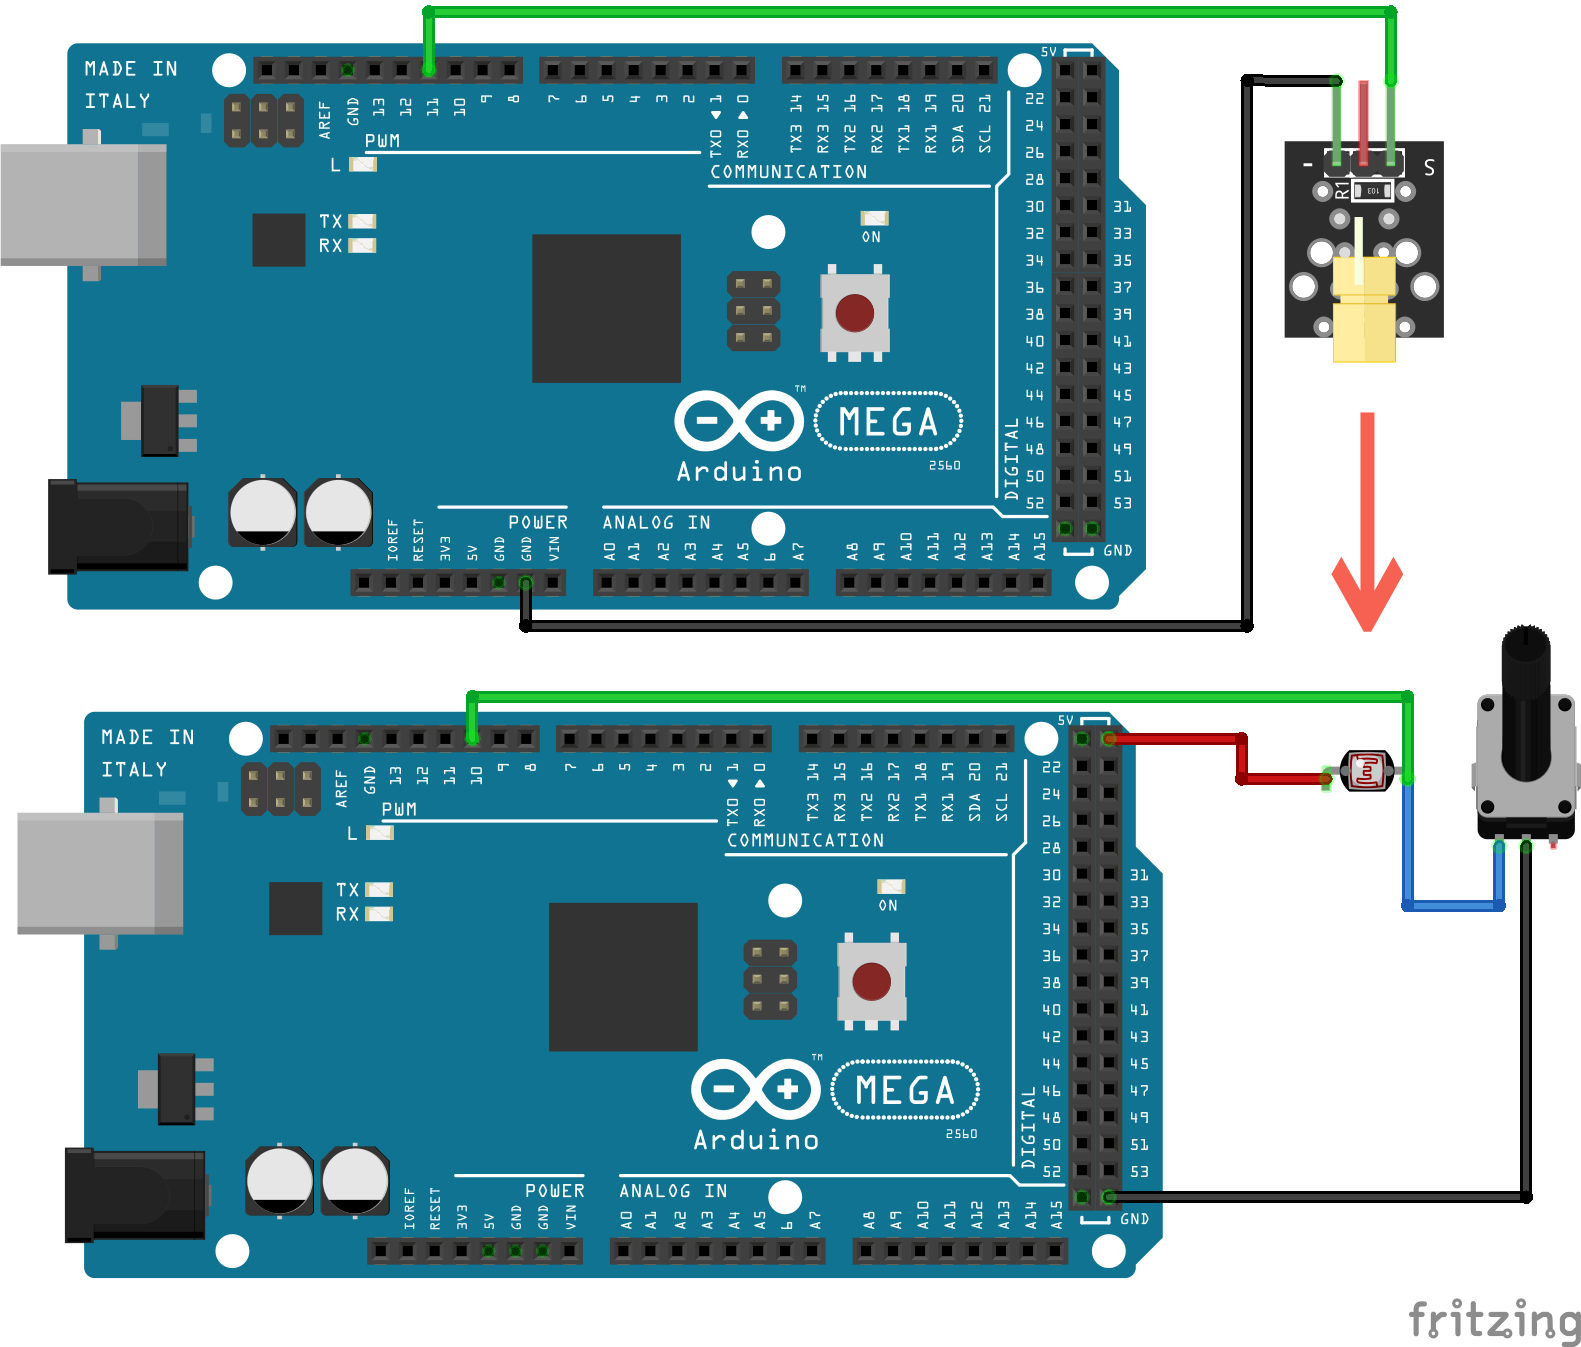 MADE IN
ITALY
AREF
GND
13
12
11
10
9
8
7
6
5
4
3
2
TX0 ▶ 1
RX0 ◀ 0
TX3 14
RX3 15
TX2 16
RX2 17
TX1 18
RX1 19
SDA 20
SCL 21
5V
PWM
L
COMMUNICATION
TX
RX
ON
22
24
26
28
30 31
32 33
34 35
36 37
38 39
40 41
42 43
44 45
46 47
48 49
50 51
52 53
DIGITAL
GND
TM
MEGA
Arduino
2560
POWER
ANALOG IN
IOREF
RESET
3V3
5V
GND
GND
VIN
A0
A1
A2
A3
A4
A5
6
A7
A8
A9
A10
A11
A12
A13
A14
A15
- S
R1
103
MADE IN
ITALY
AREF
GND
13
12
11
10
9
8
7
6
5
4
3
2
TX0 ▶ 1
RX0 ◀ 0
TX3 14
RX3 15
TX2 16
RX2 17
TX1 18
RX1 19
SDA 20
SCL 21
5V
PWM
L
COMMUNICATION
TX
RX
ON
22
24
26
28
30 31
32 33
34 35
36 37
38 39
40 41
42 43
44 45
46 47
48 49
50 51
52 53
DIGITAL
GND
TM
MEGA
Arduino
2560
POWER
ANALOG IN
IOREF
RESET
3V3
5V
GND
GND
VIN
A0
A1
A2
A3
A4
A5
6
A7
A8
A9
A10
A11
A12
A13
A14
A15
fritzing